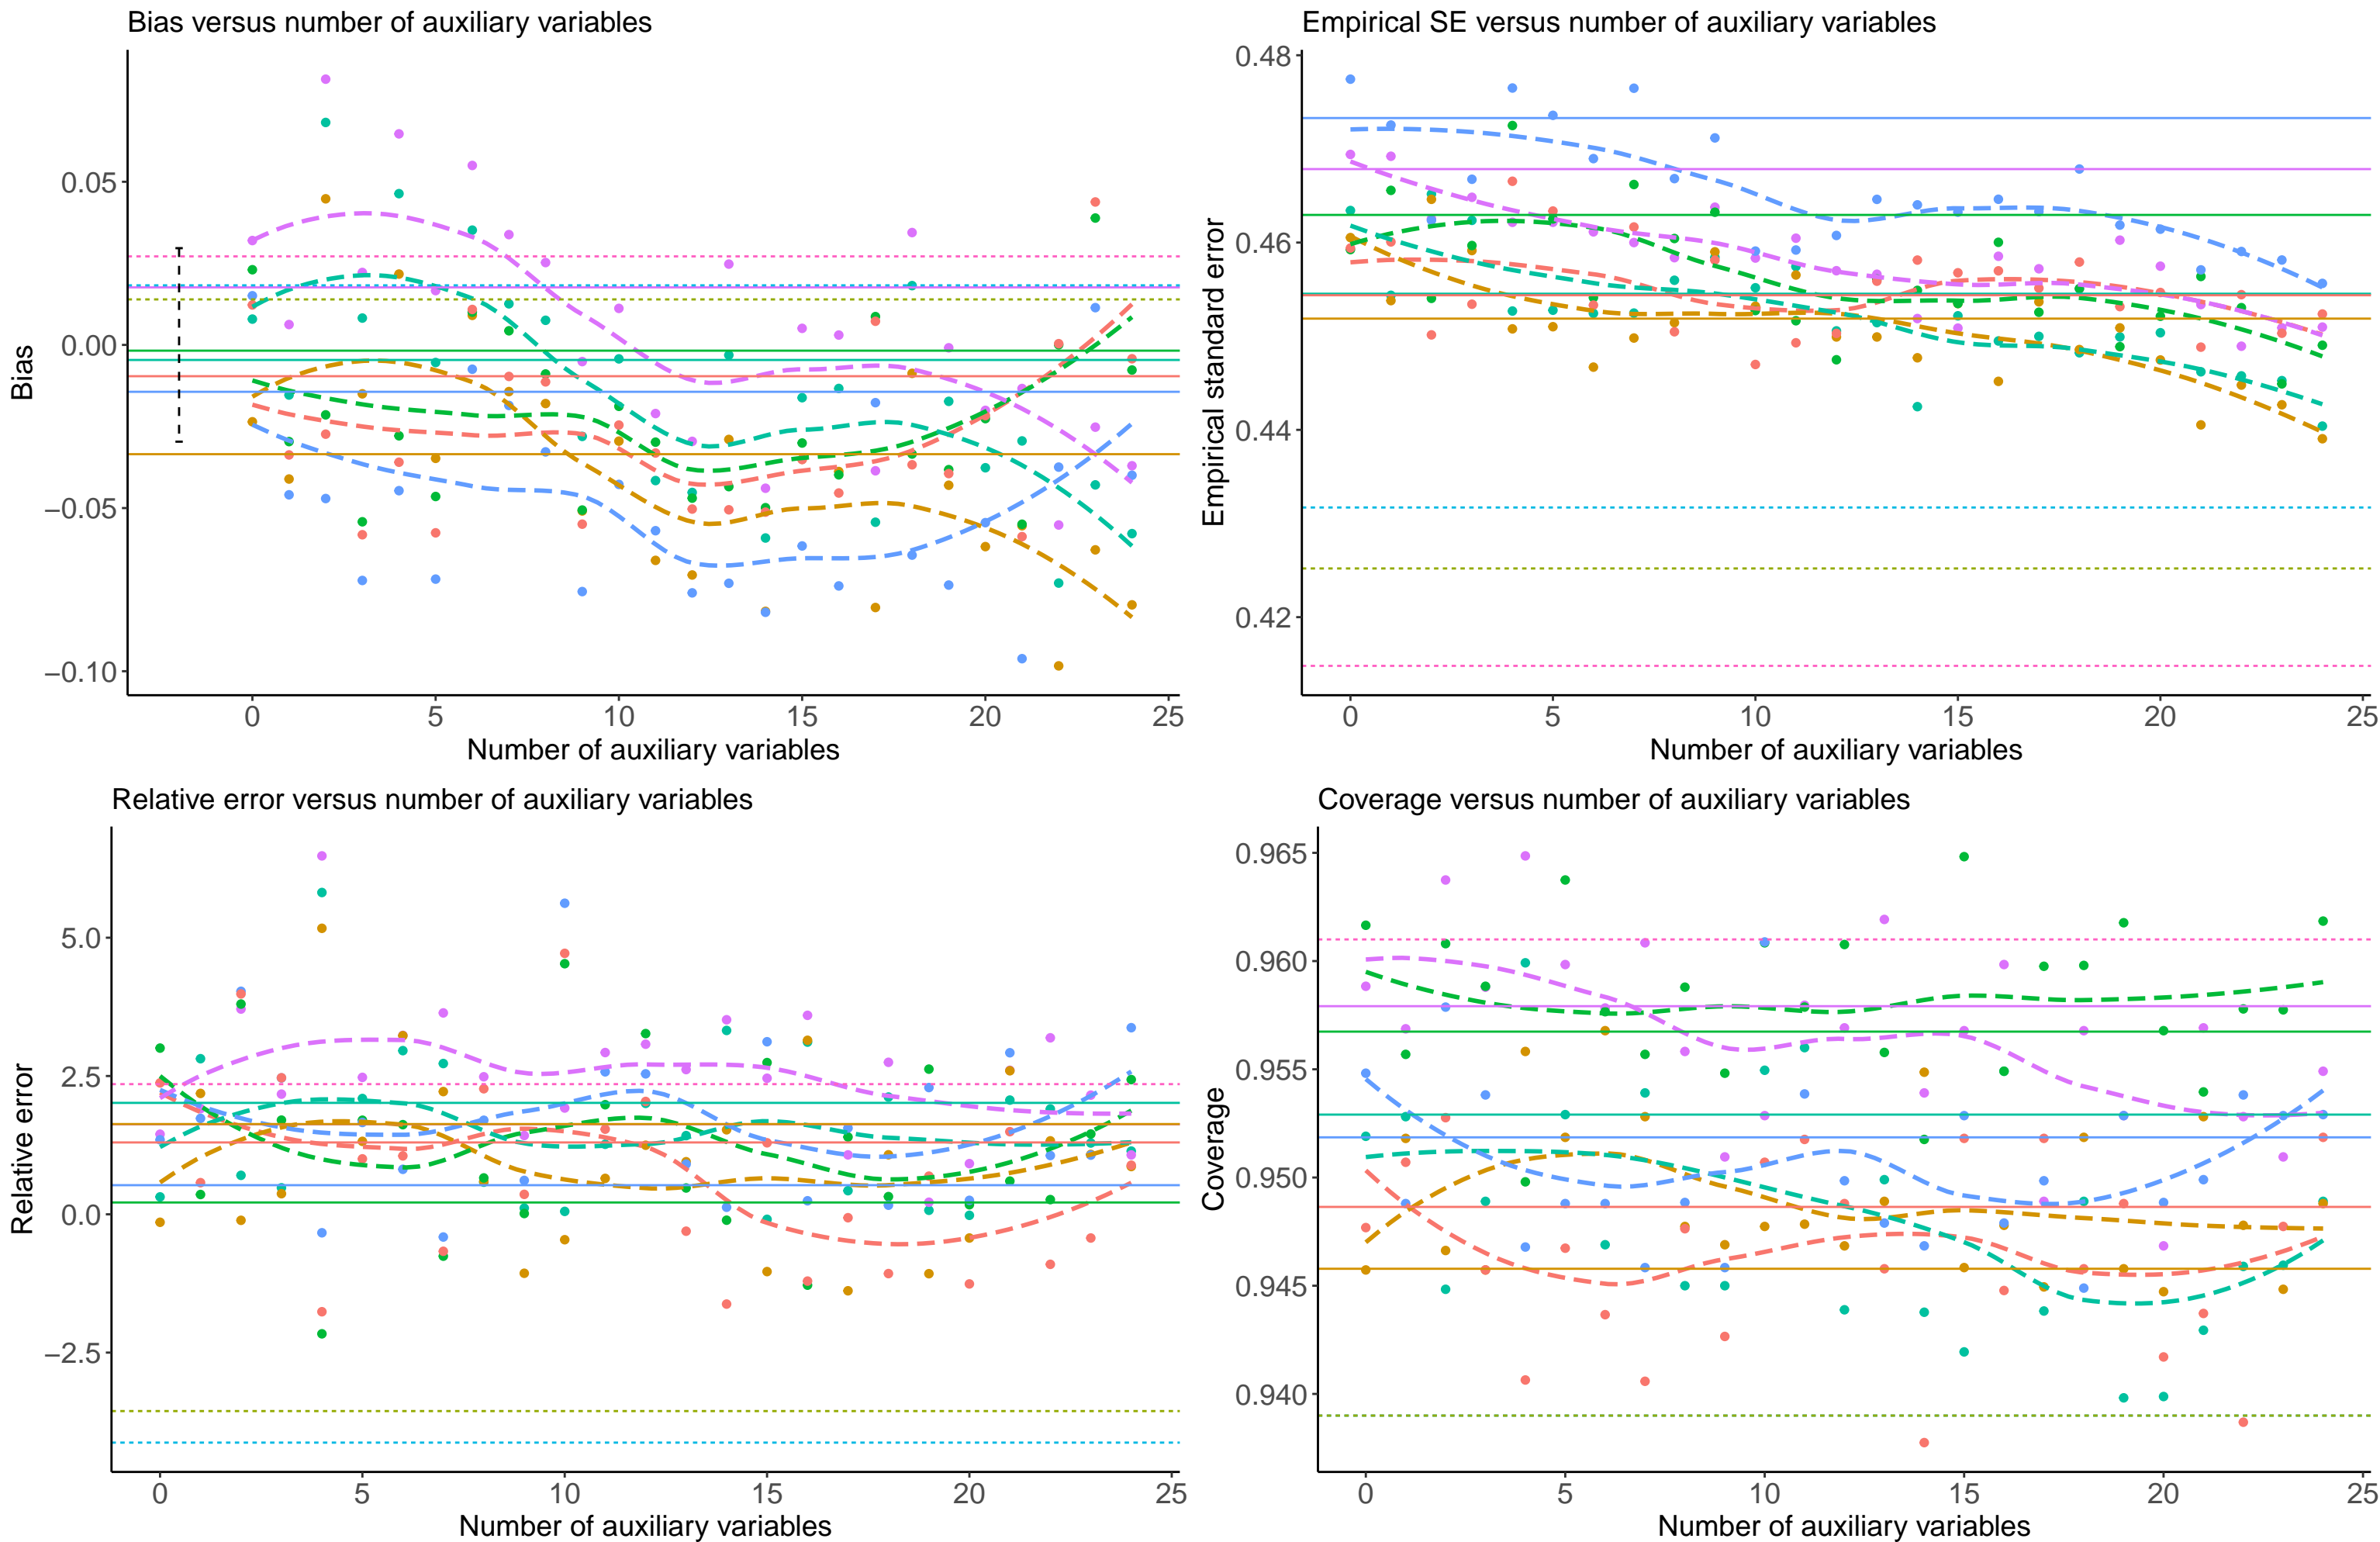 Bias versus number of auxiliary variables
0.05
0.00
−0.05
−0.10
Bias
0 5 10 15 20 25
Number of auxiliary variables
Empirical SE versus number of auxiliary variables
0.48
0.46
0.44
0.42
Empirical standard error
0 5 10 15 20 25
Number of auxiliary variables
Relative error versus number of auxiliary variables
5.0
2.5
0.0
−2.5
Relative error
0 5 10 15 20 25
Number of auxiliary variables
Coverage versus number of auxiliary variables
0.965
0.960
0.955
0.950
0.945
0.940
Coverage
0 5 10 15 20 25
Number of auxiliary variables